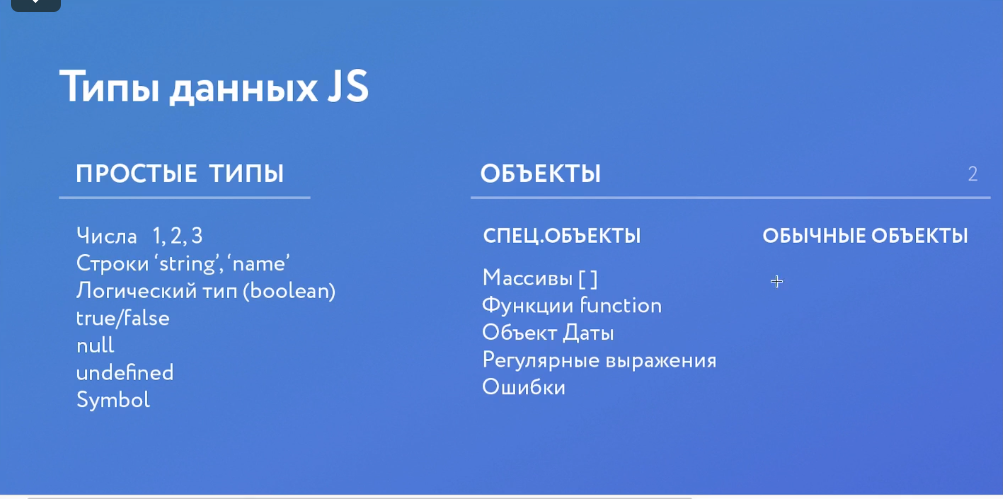 Типы данных JS
ПРОСТЫЕ ТИПЫ
Числа 1, 2, 3
Строки ‘string’, ‘name’
Логический тип (boolean)
true/false
null
undefined
Symbol
ОБЪЕКТЫ
2
СПЕЦ.ОБЪЕКТЫ
Массивы [ ]
Функции function
Объект Даты
Регулярные выражения
Ошибки
ОБЫЧНЫЕ ОБЪЕКТЫ